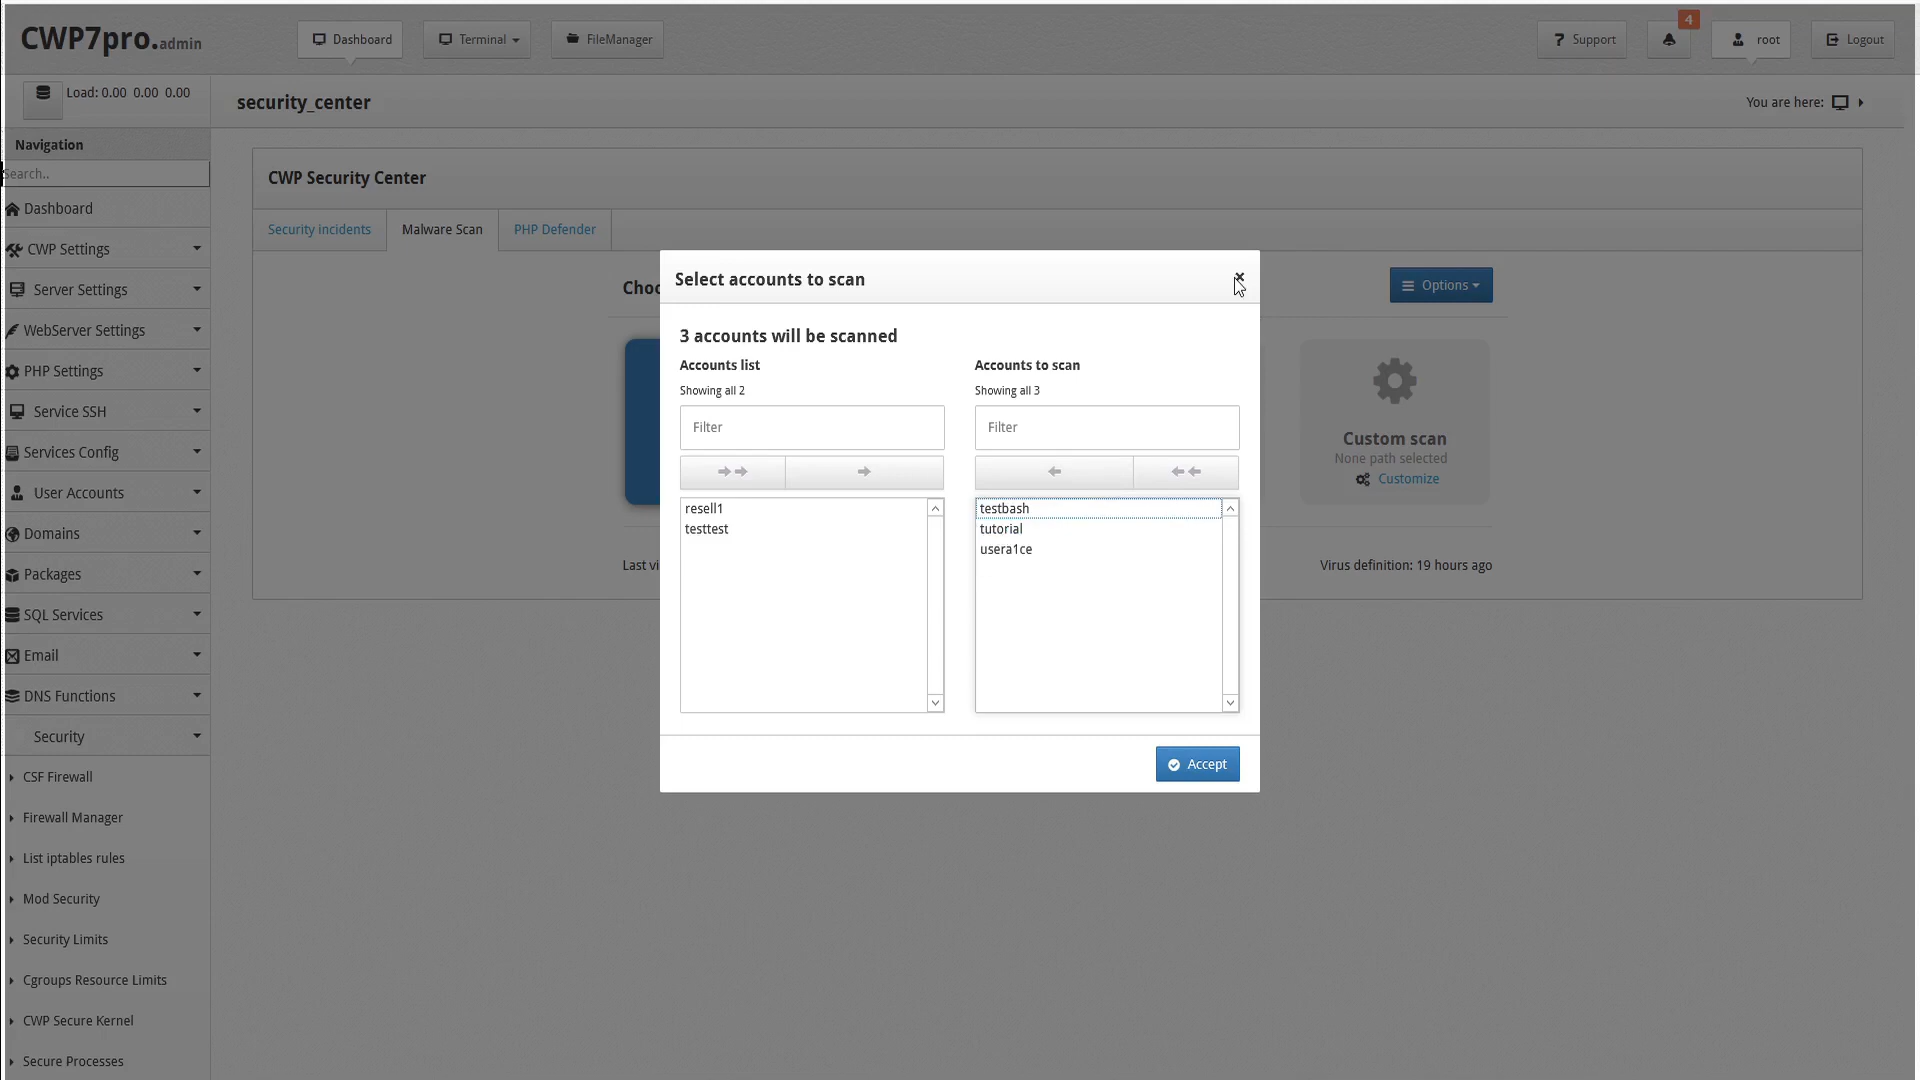 CWP7pro.admin
Dashboard
Terminal
FileManager
? Support
4
root
Logout
Load: 0.00 0.00 0.00
security_center
You are here:
Navigation
Search..
Dashboard
CWP Settings
Server Settings
WebServer Settings
PHP Settings
Service SSH
Services Config
User Accounts
Domains
Packages
SQL Services
Email
DNS Functions
Security
CSF Firewall
Firewall Manager
List iptables rules
Mod Security
Security Limits
Cgroups Resource Limits
CWP Secure Kernel
Secure Processes
CWP Security Center
Security incidents
Malware Scan
PHP Defender
Options
Custom scan
None path selected
Customize
Virus definition: 19 hours ago
Select accounts to scan
3 accounts will be scanned
Accounts list
Showing all 2
Filter
resell1
testtest
Accounts to scan
Showing all 3
Filter
testbash
tutorial
usera1ce
Accept